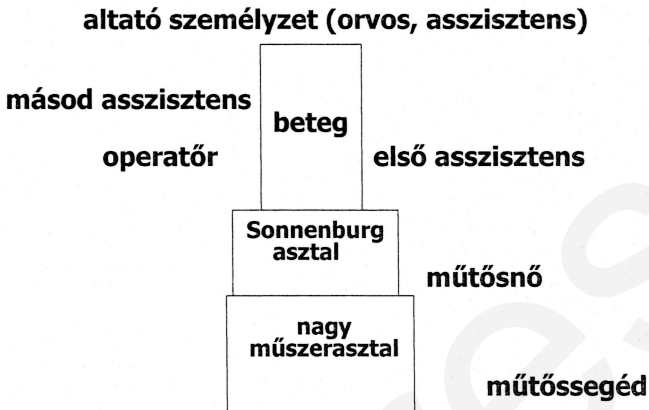 altató személyzet (orvos, asszisztens)
másod asszisztens
beteg
operatőr
első asszisztens
Sonnenburg
asztal
műtősnő
nagy
műszerasztal
műtőssegéd